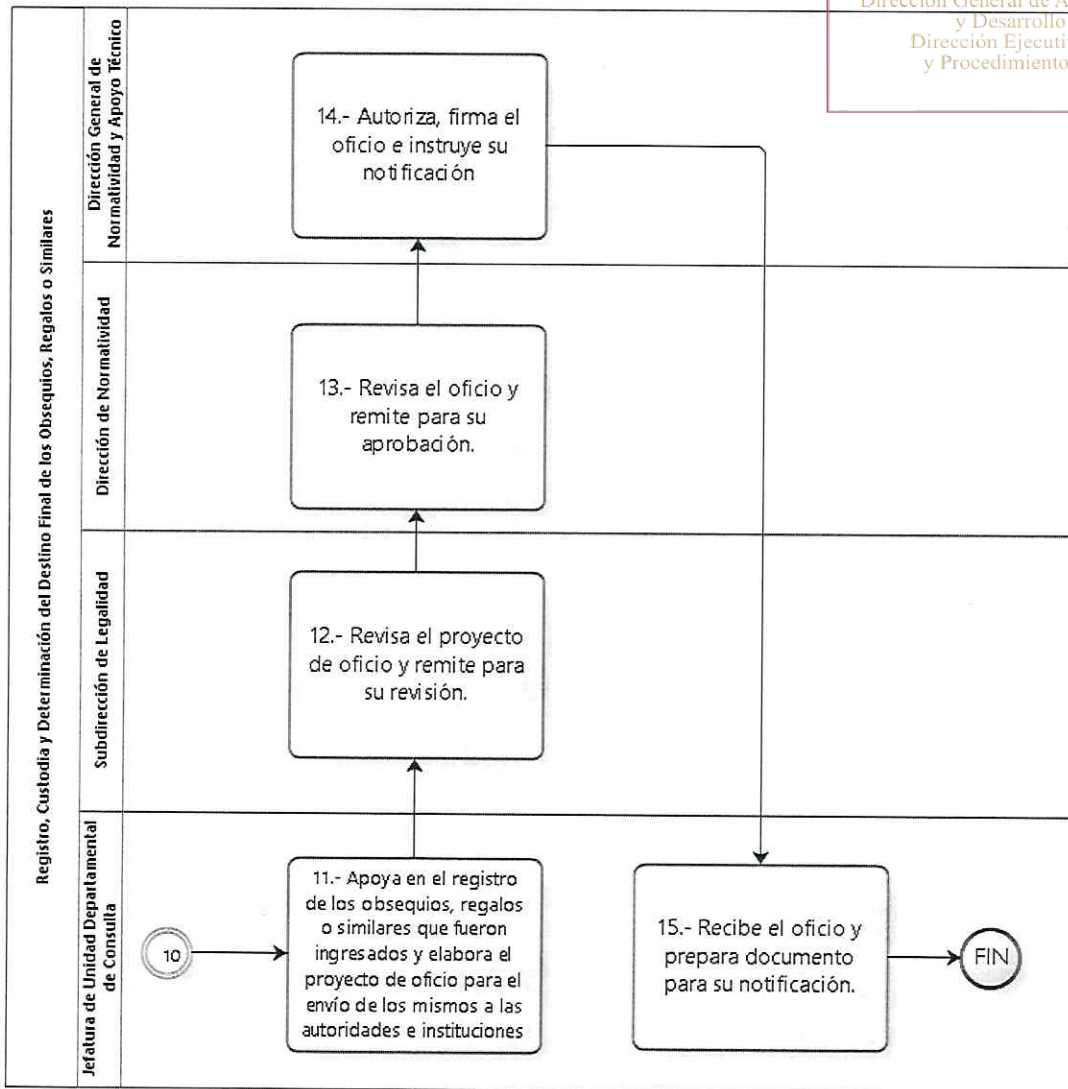 Dirección General de A
y Desarrollo
Dirección Ejecuti
y Procedimiento
Registro, Custodia y Determinación del Destino Final de los Obsequios, Regalos o Similares
Dirección General de
Normatividad y Apoyo Técnico
14.- Autoriza, firma el
oficio e instruye su
notificación
Dirección de Normatividad
13.- Revisa el oficio y
remite para su
aprobación.
Subdirección de Legalidad
12.- Revisa el proyecto
de oficio y remite para
su revisión.
Jefatura de Unidad Departamental
de Consulta
10
11.- Apoya en el registro
de los obsequios, regalos
o similares que fueron
ingresados y elabora el
proyecto de oficio para el
envío de los mismos a las
autoridades e instituciones
15.- Recibe el oficio y
prepara documento
para su notificación.
FIN